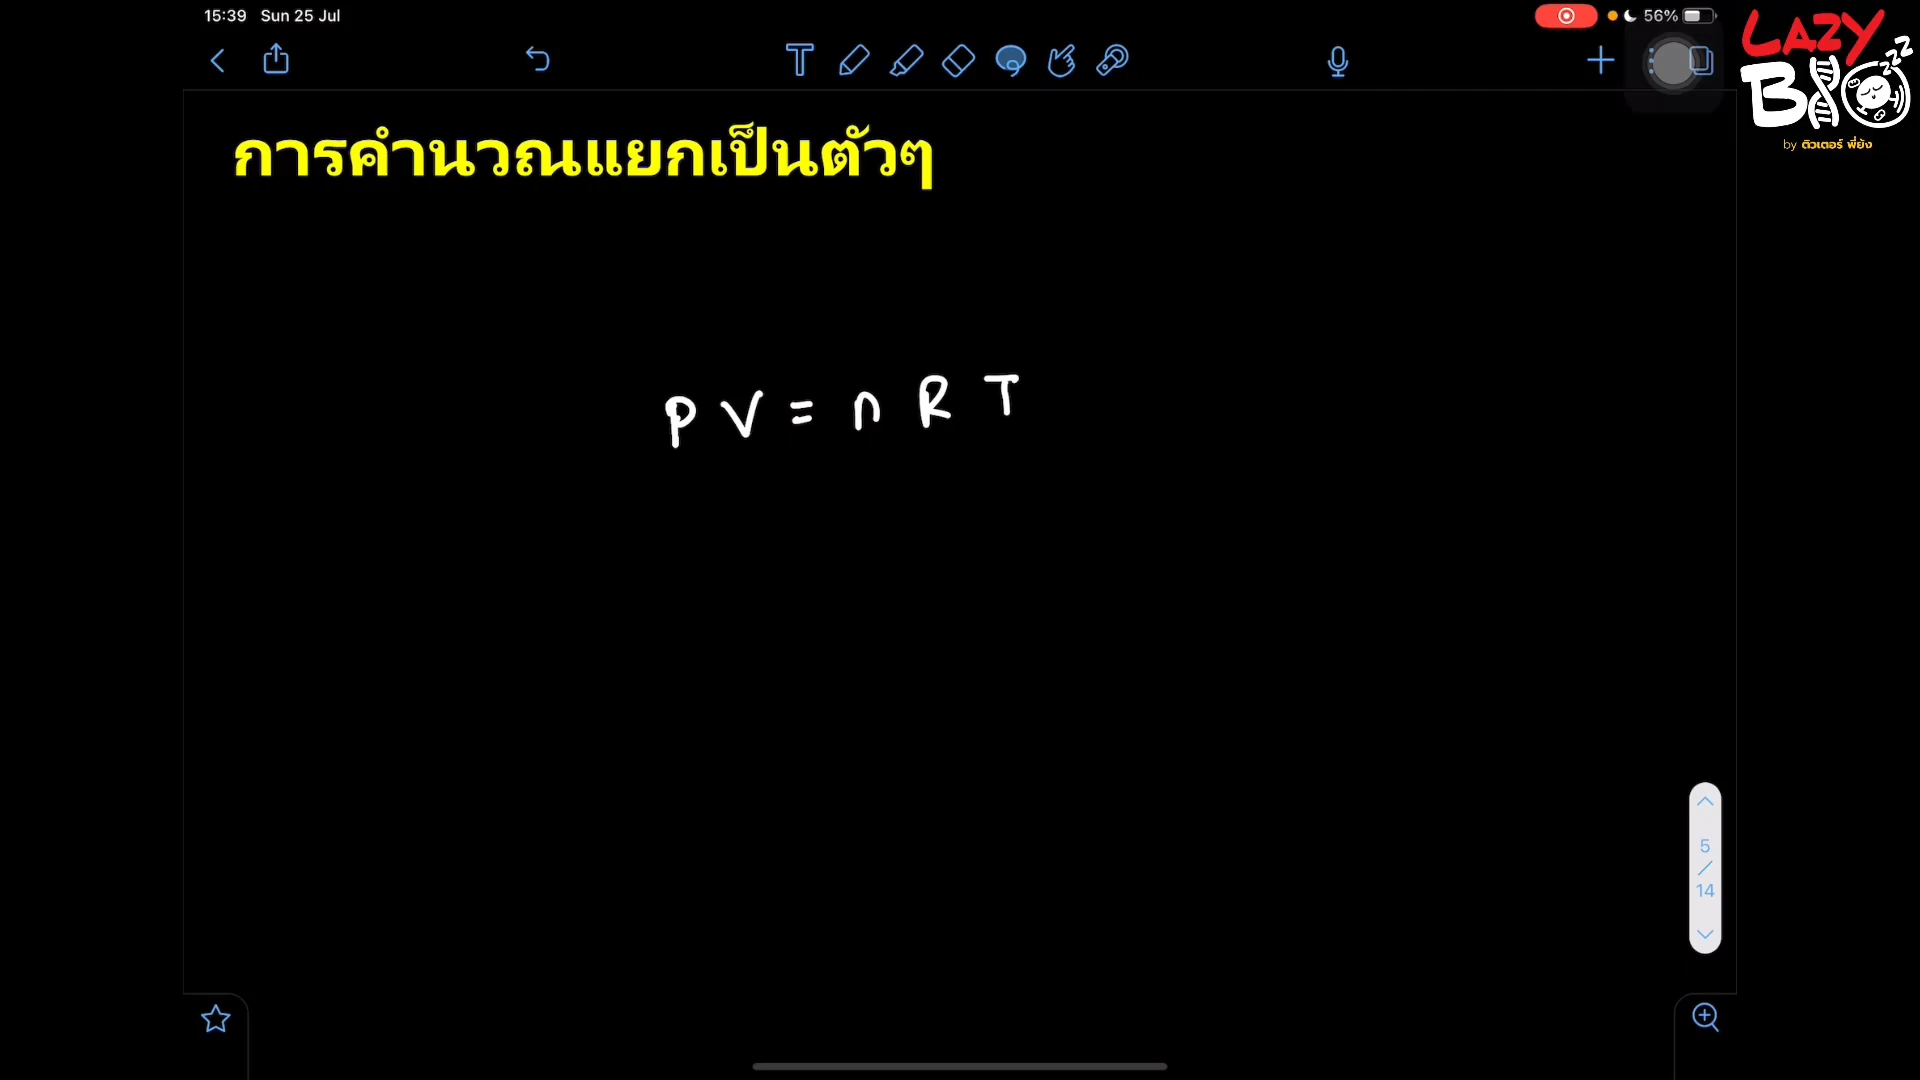 15:39 Sun 25 Jul
56%
LAZY
BIO
zzz
by ติวเตอร์ พี่ยัง
การคำนวณแยกเป็นตัวๆ
PV = nRT
5
/
14